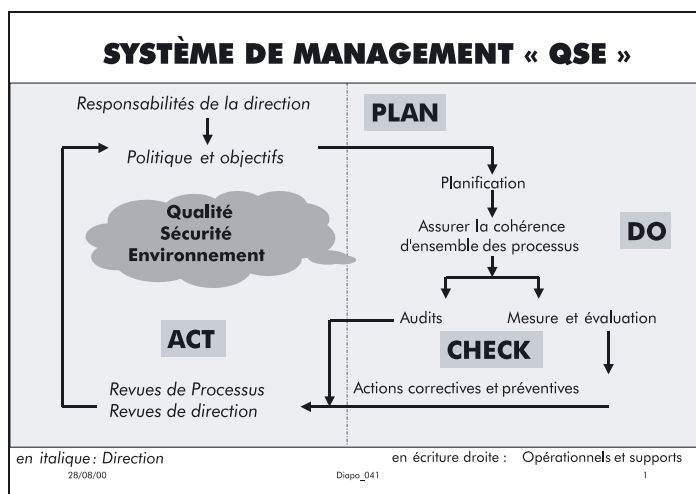 SYSTÈME DE MANAGEMENT « QSE »
Responsabilités de la direction
PLAN
Politique et objectifs
Planification
Qualité
Sécurité
Environnement
Assurer la cohérence
d'ensemble des processus
DO
Audits
Mesure et évaluation
ACT
CHECK
Revues de Processus
Revues de direction
Actions correctives et préventives
en italique : Direction
en écriture droite : Opérationnels et supports
28/08/00
Diapo_041
1